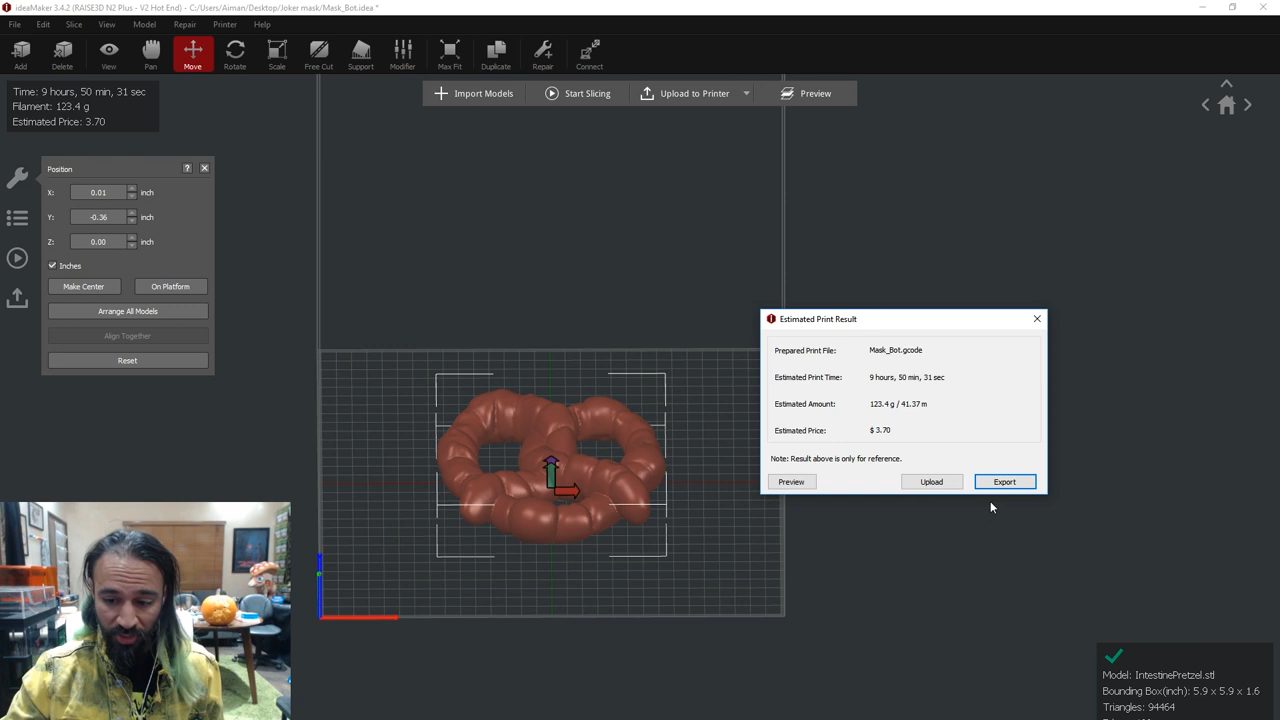 ideaMaker 3.4.2 (RAISE3D N2 Plus - V2 Hot End) - C:/Users/Aiman/Desktop/Joker mask/Mask_Bot.idea *
File Edit Slice View Model Repair Printer Help
Add Delete View Pan Move Rotate Scale Free Cut Support Modifier Max Fit Duplicate Repair Connect
Time: 9 hours, 50 min, 31 sec
Filament: 123.4 g
Estimated Price: 3.70
Import Models Start Slicing Upload to Printer Preview
Position ?
X: 0.01 inch
Y: -0.36 inch
Z: 0.00 inch
Inches
Make Center On Platform
Arrange All Models
Align Together
Reset
Estimated Print Result
Prepared Print File: Mask_Bot.gcode
Estimated Print Time: 9 hours, 50 min, 31 sec
Estimated Amount: 123.4 g / 41.37 m
Estimated Price: $ 3.70
Note: Result above is only for reference.
Preview Upload Export
Model: IntestinePretzel.stl
Bounding Box(inch): 5.9 x 5.9 x 1.6
Triangles: 94464